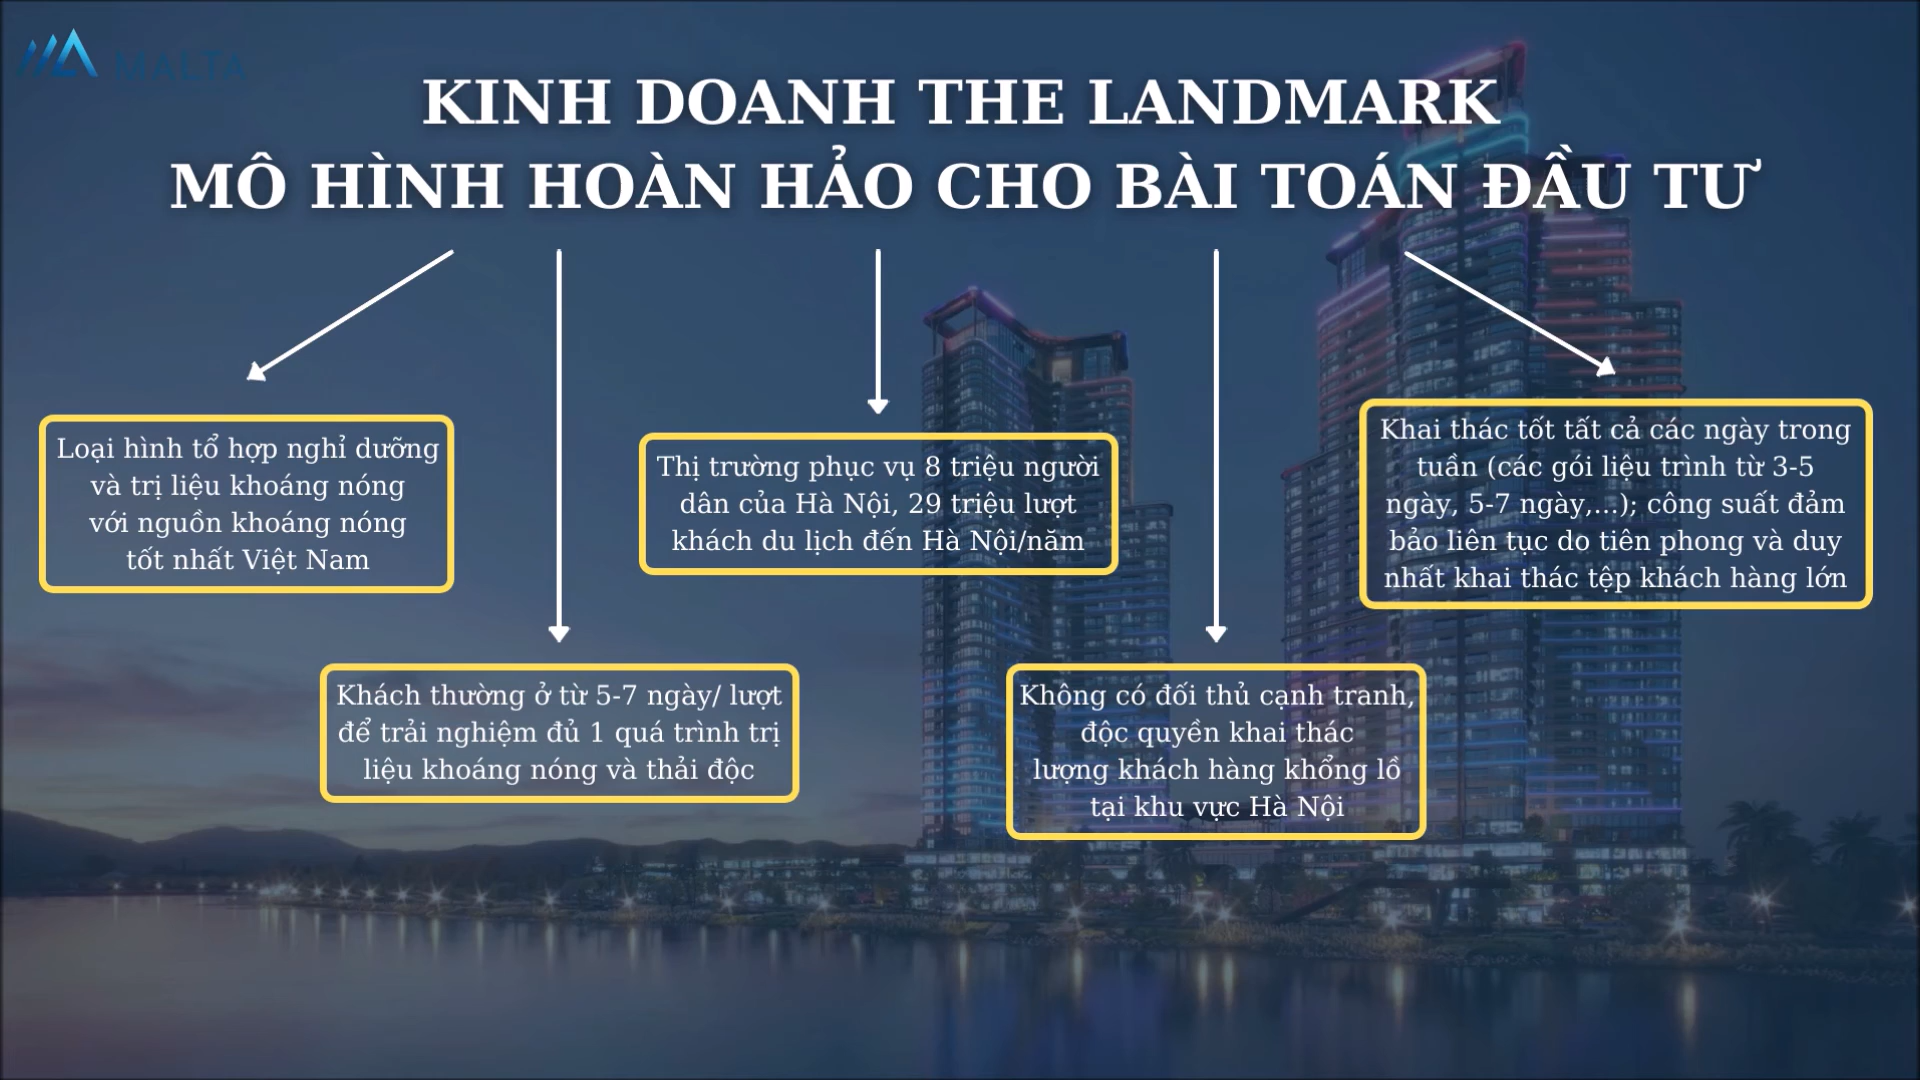 MALTA
KINH DOANH THE LANDMARK
MÔ HÌNH HOÀN HẢO CHO BÀI TOÁN ĐẦU TƯ
Loại hình tổ hợp nghỉ dưỡng
và trị liệu khoáng nóng
với nguồn khoáng nóng
tốt nhất Việt Nam
Khách thường ở từ 5-7 ngày/ lượt
để trải nghiệm đủ 1 quá trình trị
liệu khoáng nóng và thải độc
Thị trường phục vụ 8 triệu người
dân của Hà Nội, 29 triệu lượt
khách du lịch đến Hà Nội/năm
Không có đối thủ cạnh tranh,
độc quyền khai thác
lượng khách hàng khổng lồ
tại khu vực Hà Nội
Khai thác tốt tất cả các ngày trong
tuần (các gói liệu trình từ 3-5
ngày, 5-7 ngày,...); công suất đảm
bảo liên tục do tiên phong và duy
nhất khai thác tệp khách hàng lớn